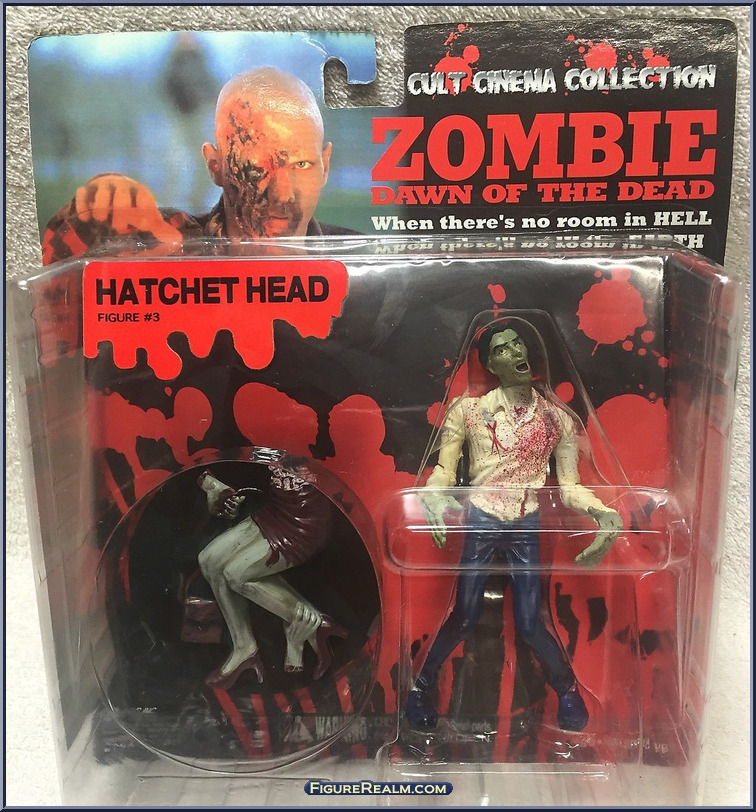 CULT CINEMA COLLECTION
ZOMBIE
DAWN OF THE DEAD
When there's no room in HELL
HATCHET HEAD
FIGURE #3
WARNING
FIGUREREALM.COM